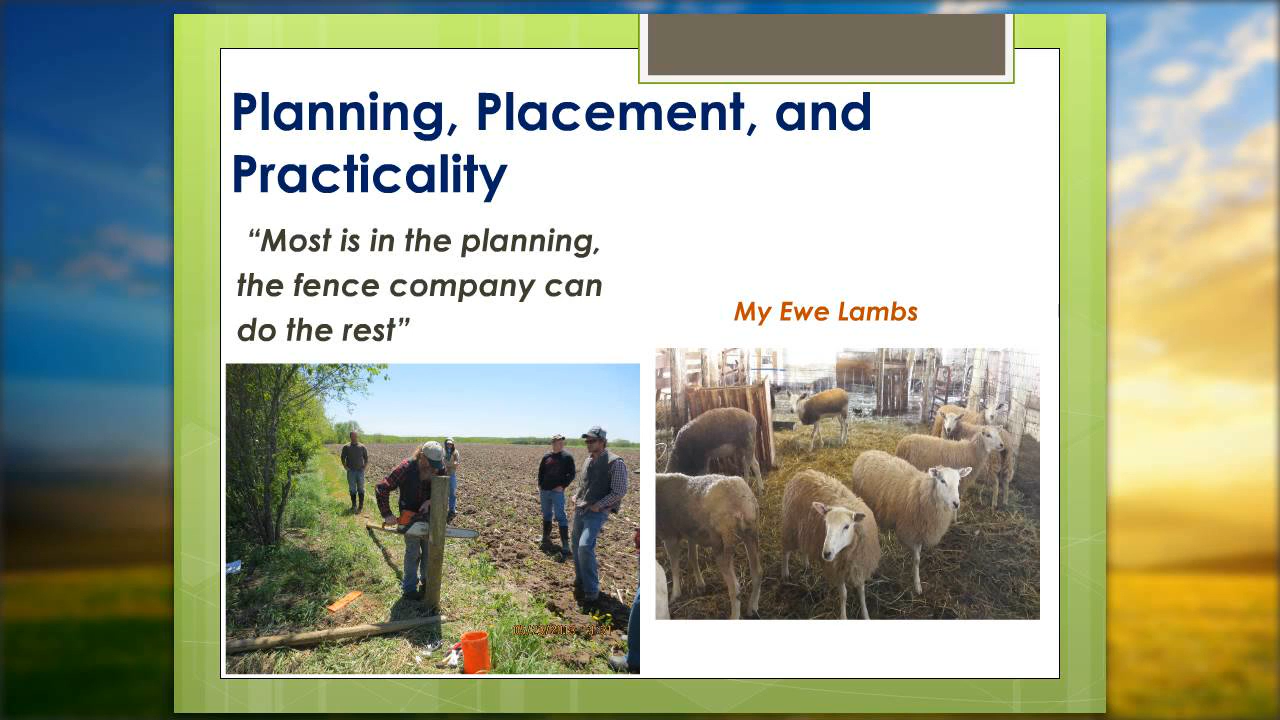 Planning, Placement, and
Practicality
“Most is in the planning,
the fence company can
do the rest”
My Ewe Lambs